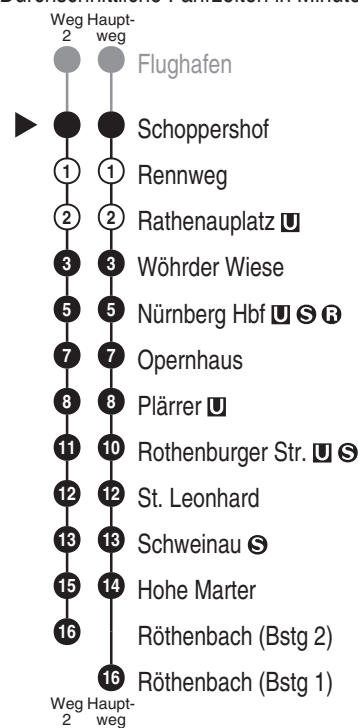 Durchschnittliche Fahrzeiten in Minute
Weg Haupt-
2 weg
Flughafen
Schoppershof
1 1 Rennweg
2 2 Rathenauplatz U
3 3 Wöhrder Wiese
5 5 Nürnberg Hbf U S R
7 7 Opernhaus
8 8 Plärrer U
11 10 Rothenburger Str. U S
12 12 St. Leonhard
13 13 Schweinau S
15 14 Hohe Marter
16 Röthenbach (Bstg 2)
16 Röthenbach (Bstg 1)
Weg Haupt-
2 weg